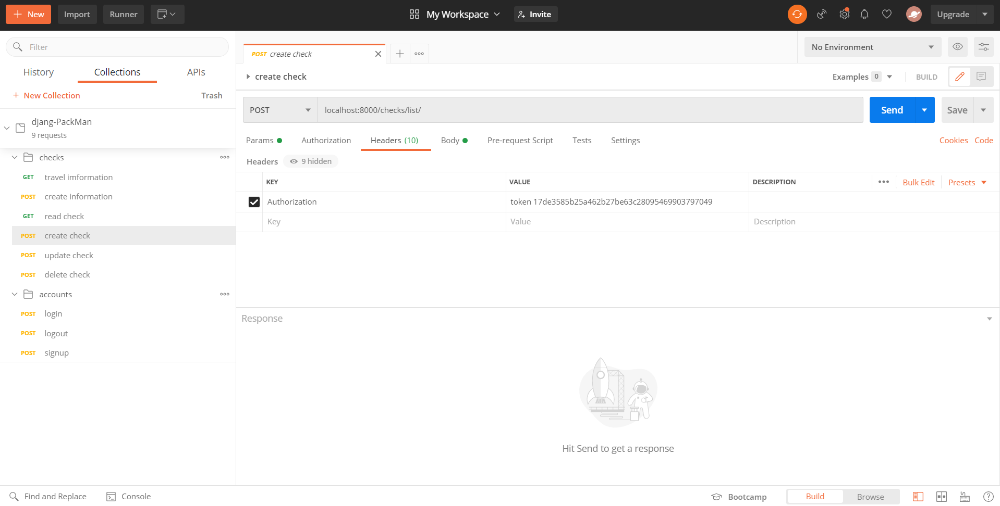 New
Import
Runner
My Workspace
Invite
Upgrade
Filter
History
Collections
APIs
+ New Collection
Trash
djang-PackMan
9 requests
checks
GET travel imformation
POST create information
GET read check
POST create check
POST update check
POST delete check
accounts
POST login
POST logout
POST signup
POST create check
No Environment
create check
Examples 0
BUILD
POST
localhost:8000/checks/list/
Send
Save
Params
Authorization
Headers (10)
Body
Pre-request Script
Tests
Settings
Cookies
Code
Headers
9 hidden
KEY
VALUE
DESCRIPTION
Bulk Edit
Presets
Authorization
token 17de3585b25a462b27be63c28095469903797049
Key
Value
Description
Response
Hit Send to get a response
Find and Replace
Console
Bootcamp
Build
Browse